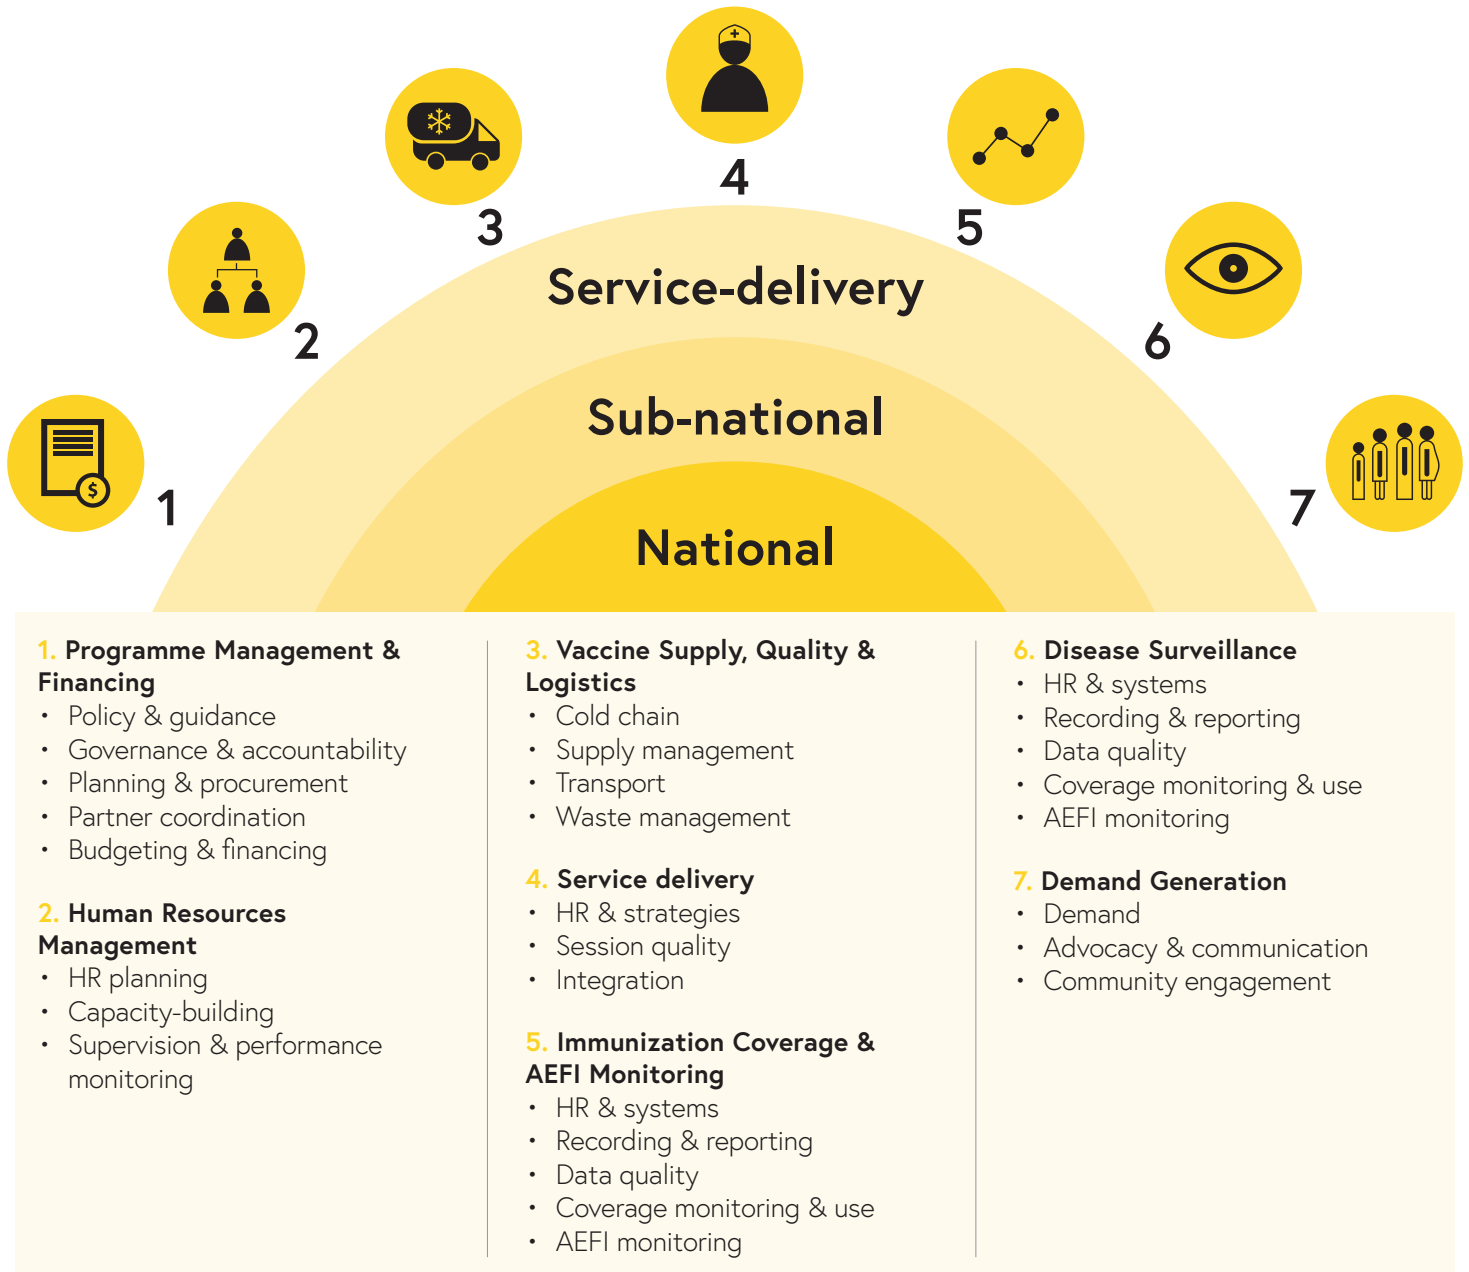 4
3
5
Service-delivery
2
6
Sub-national
$
1
7
National
1. Programme Management &
Financing
• Policy & guidance
• Governance & accountability
• Planning & procurement
• Partner coordination
• Budgeting & financing
2. Human Resources
Management
• HR planning
• Capacity-building
• Supervision & performance
monitoring
3. Vaccine Supply, Quality &
Logistics
• Cold chain
• Supply management
• Transport
• Waste management
4. Service delivery
• HR & strategies
• Session quality
• Integration
5. Immunization Coverage &
AEFI Monitoring
• HR & systems
• Recording & reporting
• Data quality
• Coverage monitoring & use
• AEFI monitoring
6. Disease Surveillance
• HR & systems
• Recording & reporting
• Data quality
• Coverage monitoring & use
• AEFI monitoring
7. Demand Generation
• Demand
• Advocacy & communication
• Community engagement